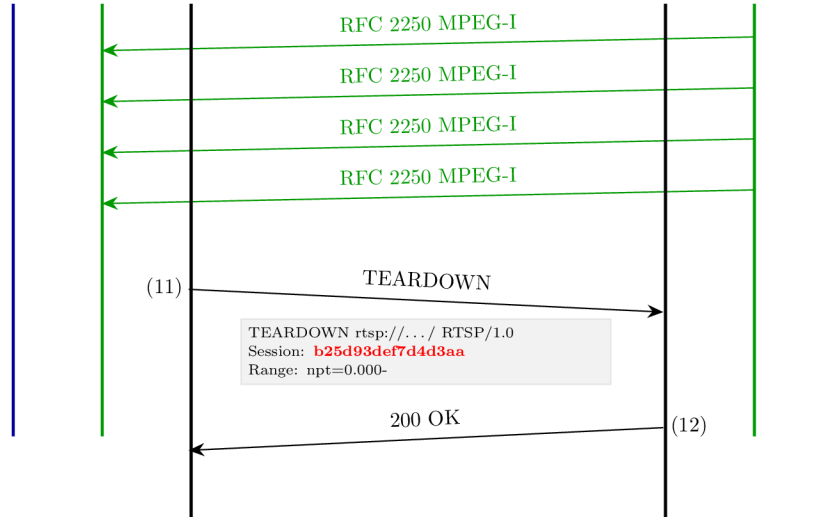 RFC 2250 MPEG-I
RFC 2250 MPEG-I
RFC 2250 MPEG-I
RFC 2250 MPEG-I
(11)
TEARDOWN
TEARDOWN rtsp://.../ RTSP/1.0
Session: b25d93def7d4d3aa
Range: npt=0.000-
200 OK
(12)